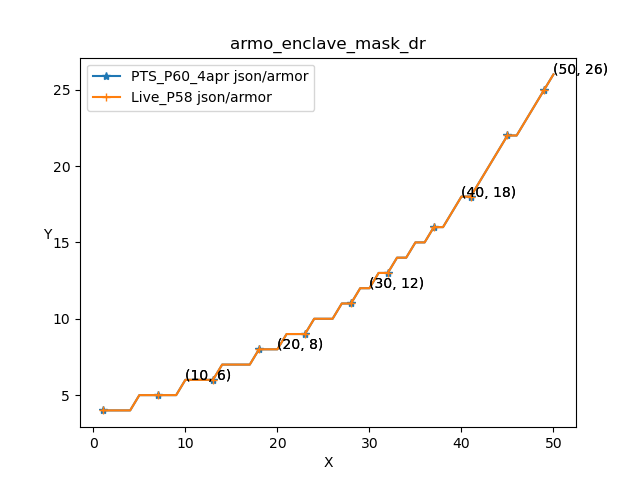 armo_enclave_mask_dr
PTS_P60_4apr json/armor
Live_P58 json/armor
(50, 26)
25
20
(40, 18)
Y
15
(30, 12)
10
(20, 8)
(10, 6)
5
0 10 20 30 40 50
X